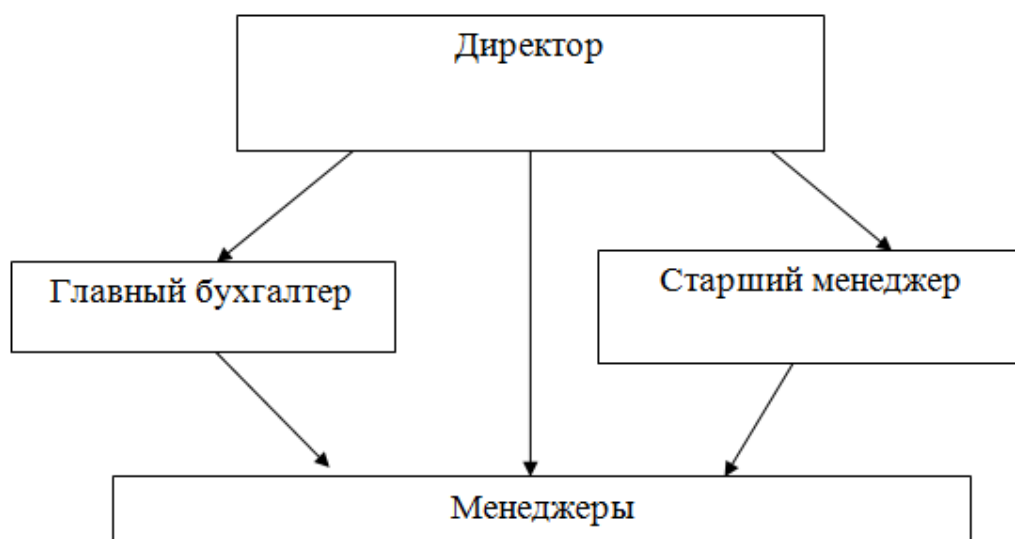 Директор
Главный бухгалтер
Старший менеджер
Менеджеры